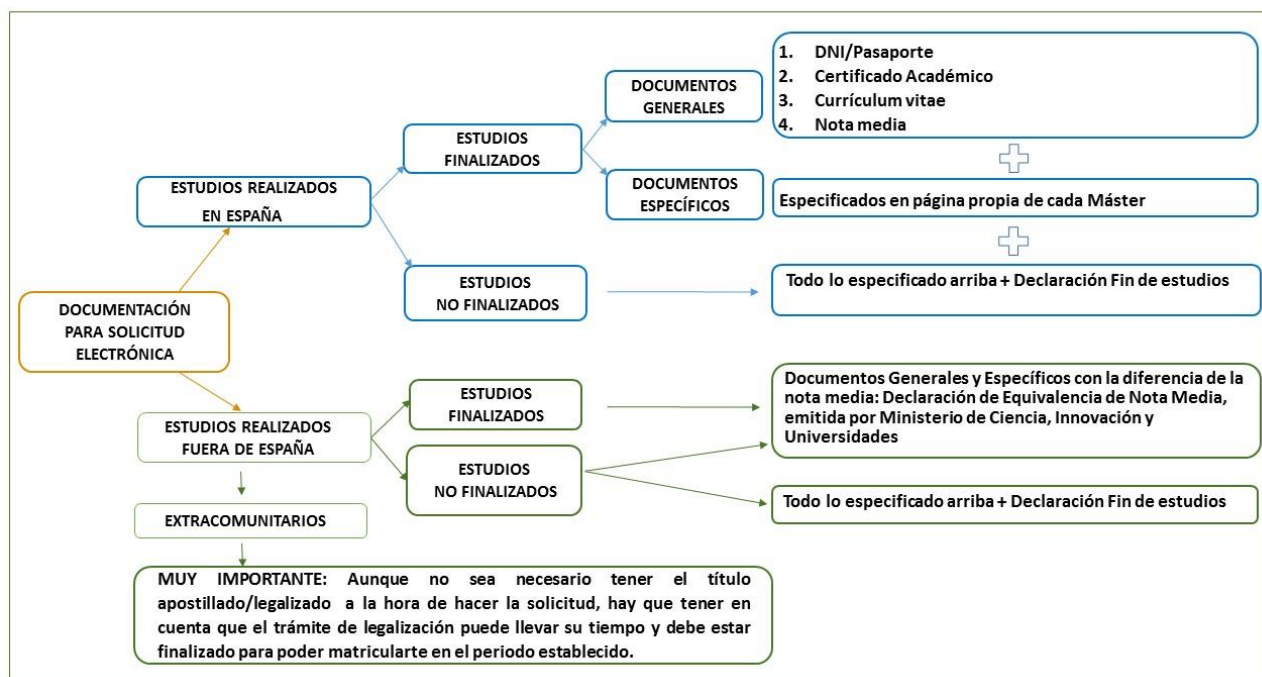 DOCUMENTACIÓN
PARA SOLICITUD
ELECTRÓNICA
ESTUDIOS REALIZADOS
EN ESPAÑA
ESTUDIOS
FINALIZADOS
DOCUMENTOS
GENERALES
1. DNI/Pasaporte
2. Certificado Académico
3. Currículum vitae
4. Nota media
DOCUMENTOS
ESPECÍFICOS
Especificados en página propia de cada Máster
ESTUDIOS
NO FINALIZADOS
Todo lo especificado arriba + Declaración Fin de estudios
ESTUDIOS REALIZADOS
FUERA DE ESPAÑA
ESTUDIOS
FINALIZADOS
Documentos Generales y Específicos con la diferencia de la
nota media: Declaración de Equivalencia de Nota Media,
emitida por Ministerio de Ciencia, Innovación y
Universidades
ESTUDIOS
NO FINALIZADOS
Todo lo especificado arriba + Declaración Fin de estudios
EXTRACOMUNITARIOS
MUY IMPORTANTE: Aunque no sea necesario tener el título
apostillado/legalizado a la hora de hacer la solicitud, hay que tener en
cuenta que el trámite de legalización puede llevar su tiempo y debe estar
finalizado para poder matricularte en el periodo establecido.